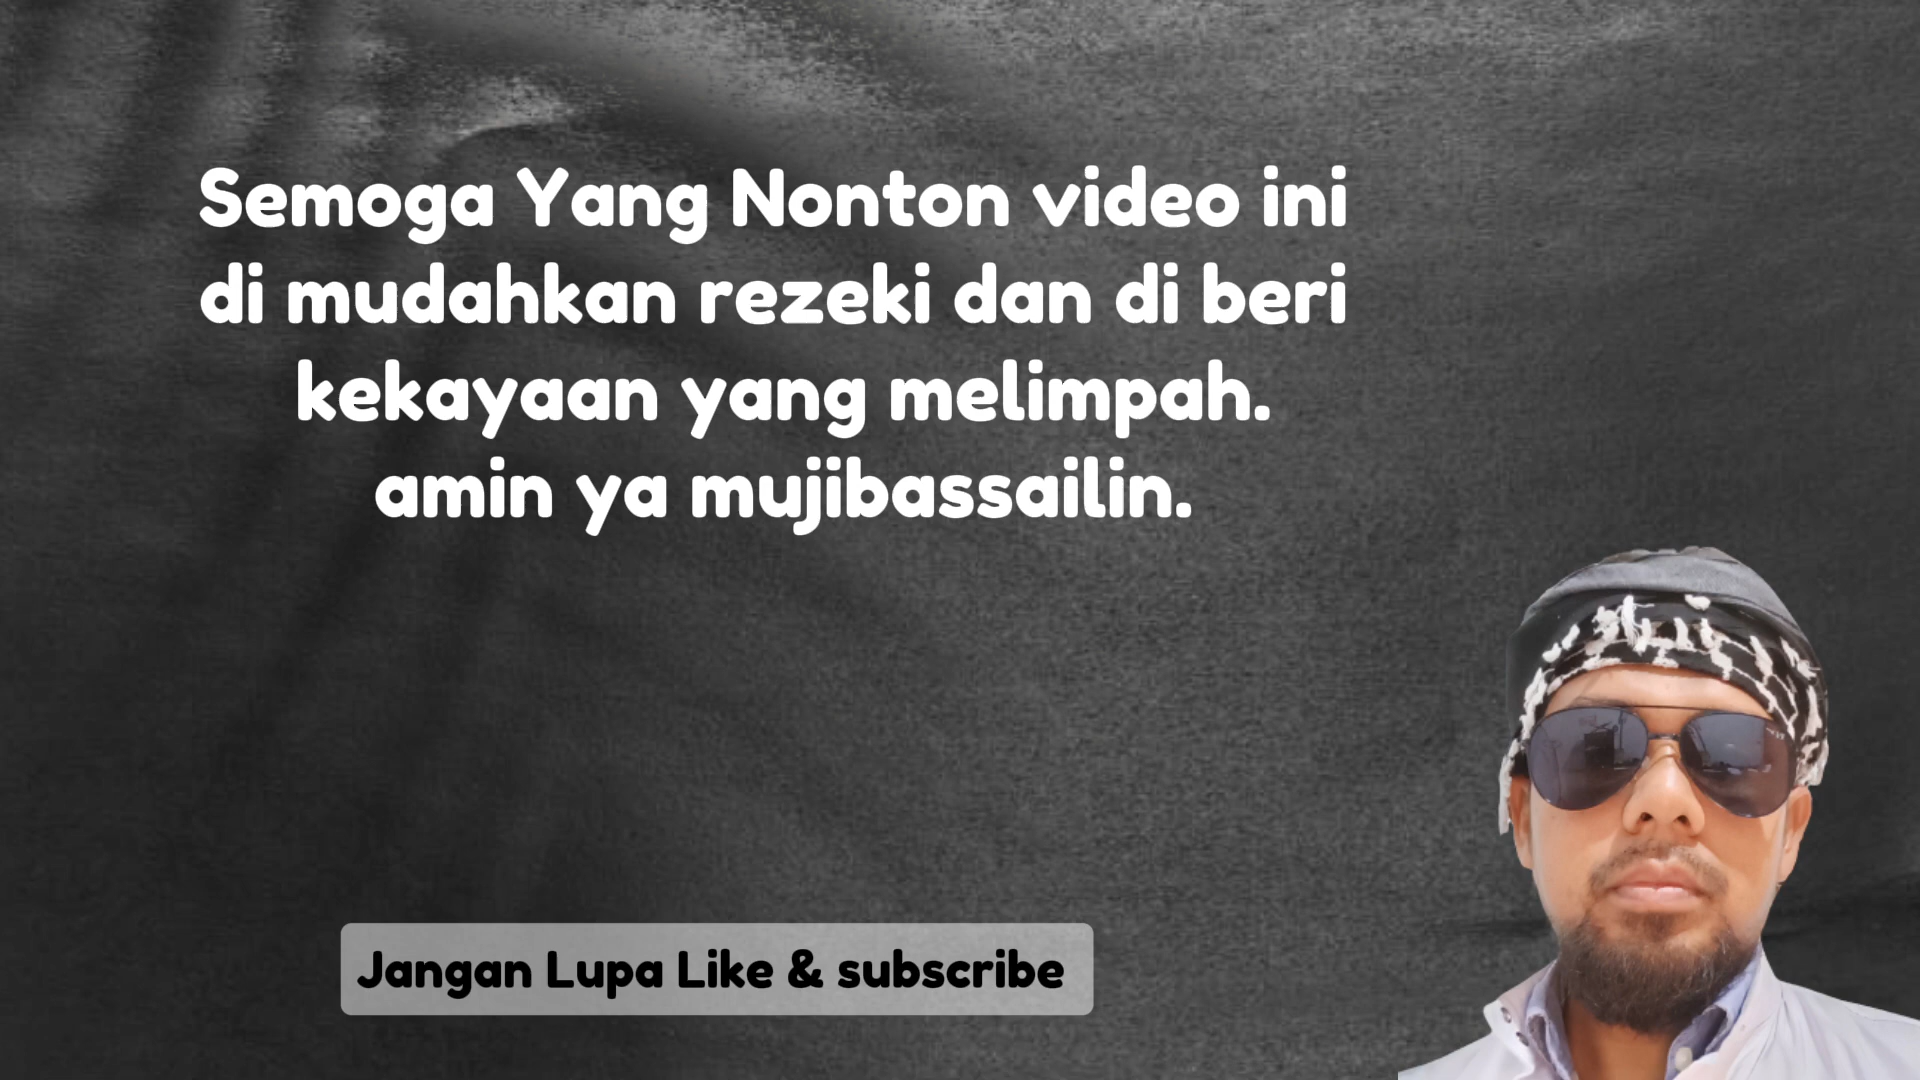 Semoga Yang Nonton video ini
di mudahkan rezeki dan di beri
kekayaan yang melimpah.
amin ya mujibassailin.
Jangan Lupa Like & subscribe